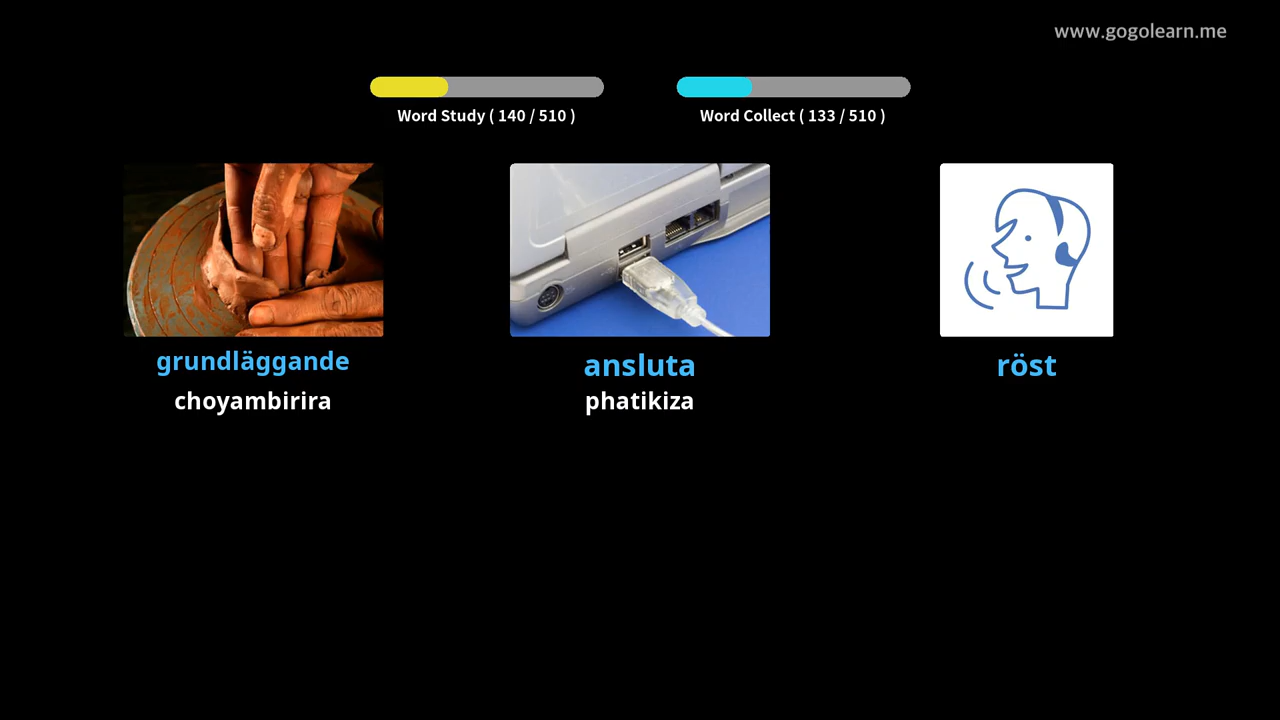 www.gogolearn.me
Word Study ( 140 / 510 )
Word Collect ( 133 / 510 )
grundläggande
ansluta
röst
choyambirira
phatikiza